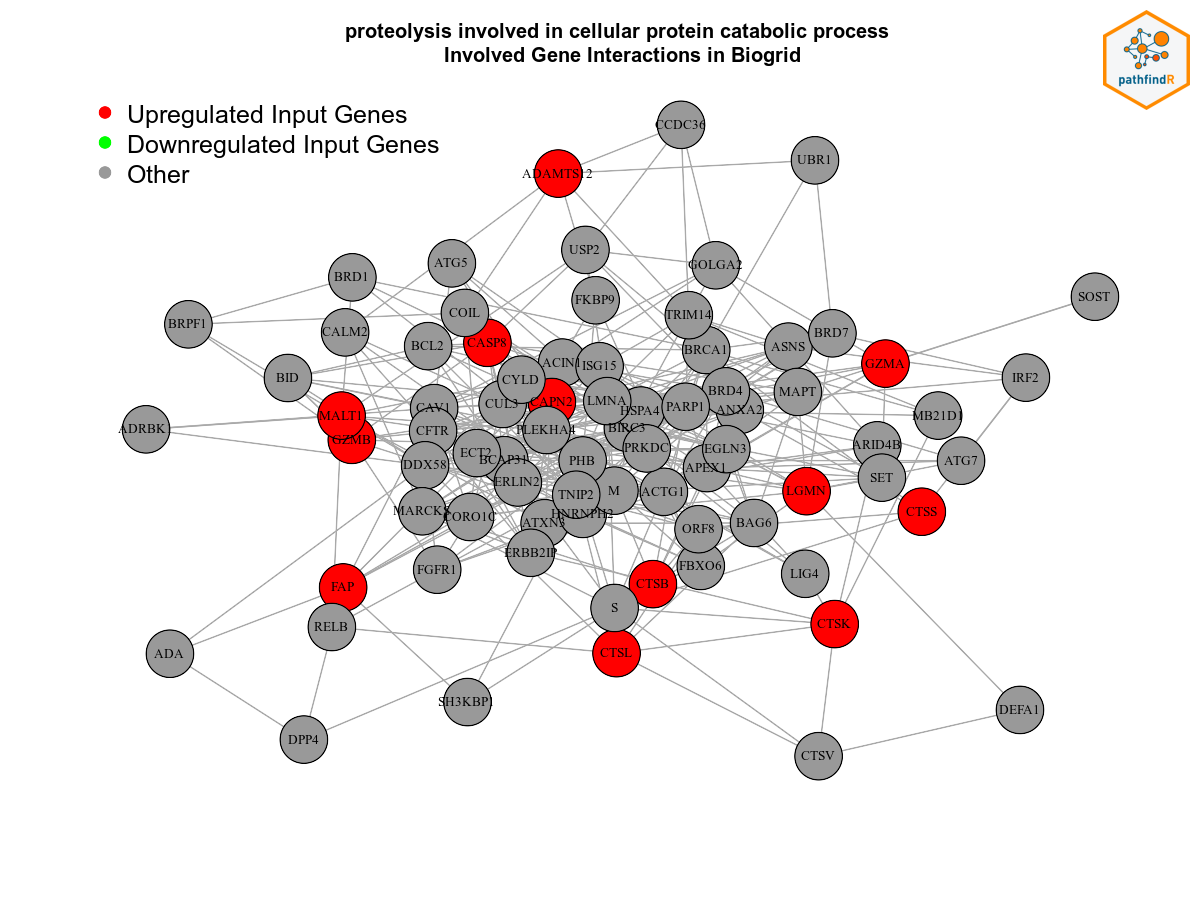 proteolysis involved in cellular protein catabolic process
Involved Gene Interactions in Biogrid
pathfindR
Upregulated Input Genes
Downregulated Input Genes
Other
CCDC36
UBR1
ADAMTS12
USP2
ATG5
GOLGA2
BRD1
SOST
FKBP9
COIL
TRIM14
BRPF1
CALM2
BRD7
BCL2
CASP8
ASNS
BRCA1
ACIN1
ISG15
GZMA
BID
CYLD
IRF2
BRD4
MAPT
CUL3
CAPN2
LMNA
HSPA4
PARP1
ANXA2
CAV1
MALT1
MB21D1
ADRBK
CFTR
PLEKHA4
BIRC3
GZMB
PRKDC
EGLN3
ARID4B
ECT2
BCAP31
PHB
DDX58
APEX1
ATG7
SET
ERLIN2
TNIP2
M
ACTG1
LGMN
MARCKS
CORO1C
ATXN3
HNRNPH2
CTSS
ORF8
BAG6
ERBB2IP
FGFR1
FBXO6
LIG4
FAP
CTSB
S
RELB
CTSK
ADA
CTSL
SH3KBP1
DEFA1
DPP4
CTSV